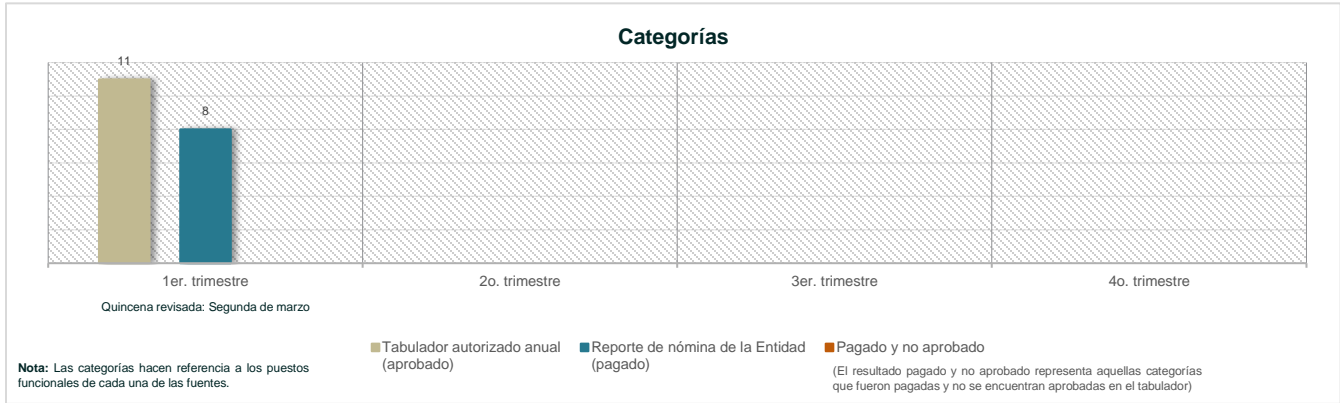 Categorías
11
8
1er. trimestre
2o. trimestre
3er. trimestre
4o. trimestre
Quincena revisada: Segunda de marzo
Tabulador autorizado anual
(aprobado)
Reporte de nómina de la Entidad
(pagado)
Pagado y no aprobado
(El resultado pagado y no aprobado representa aquellas categorías
que fueron pagadas y no se encuentran aprobadas en el tabulador)
Nota: Las categorías hacen referencia a los puestos
funcionales de cada una de las fuentes.